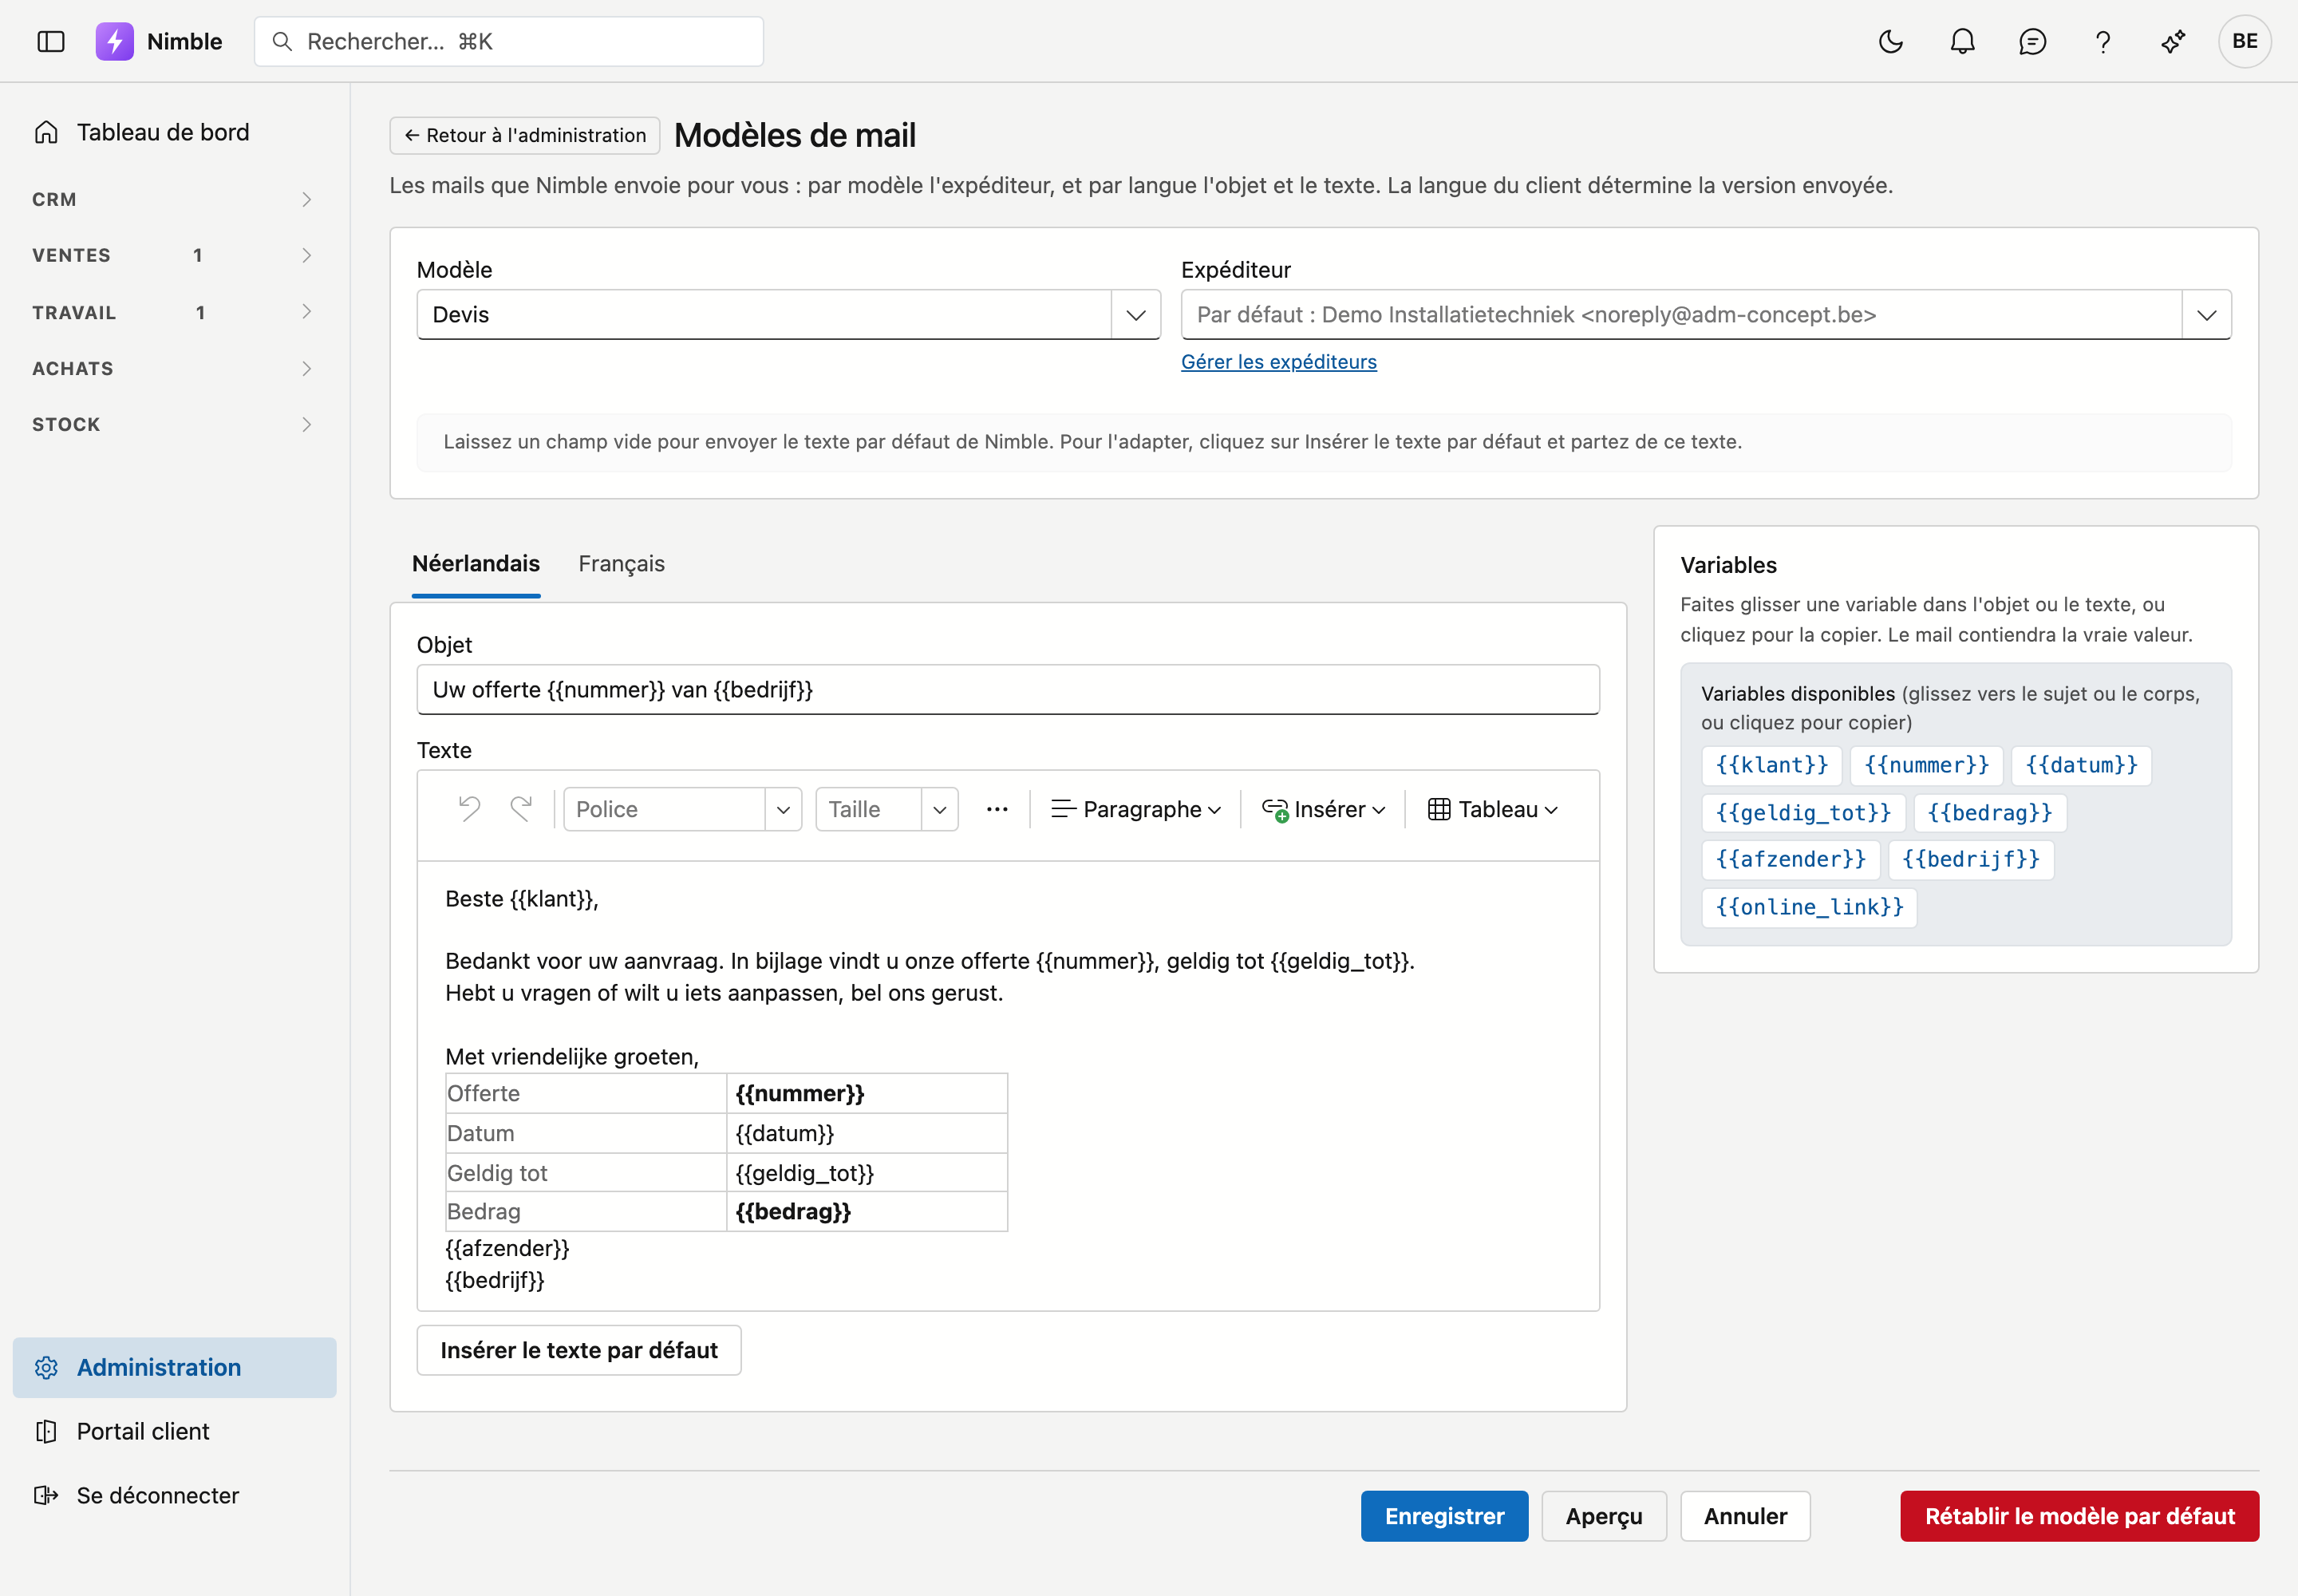 Nimble
Rechercher... ⌘K
BE
Tableau de bord
CRM
VENTES 1
TRAVAIL 1
ACHATS
STOCK
Administration
Portail client
Se déconnecter
← Retour à l'administration
Modèles de mail
Les mails que Nimble envoie pour vous : par modèle l'expéditeur, et par langue l'objet et le texte. La langue du client détermine la version envoyée.
Modèle
Devis
Expéditeur
Par défaut : Demo Installatietechniek <noreply@adm-concept.be>
Gérer les expéditeurs
Laissez un champ vide pour envoyer le texte par défaut de Nimble. Pour l'adapter, cliquez sur Insérer le texte par défaut et partez de ce texte.
Néerlandais
Français
Objet
Uw offerte {{nummer}} van {{bedrijf}}
Texte
Police
Taille
...
Paragraphe
Insérer
Tableau
Beste {{klant}},
Bedankt voor uw aanvraag. In bijlage vindt u onze offerte {{nummer}}, geldig tot {{geldig_tot}}.
Hebt u vragen of wilt u iets aanpassen, bel ons gerust.
Met vriendelijke groeten,
Offerte {{nummer}}
Datum {{datum}}
Geldig tot {{geldig_tot}}
Bedrag {{bedrag}}
{{afzender}}
{{bedrijf}}
Insérer le texte par défaut
Variables
Faites glisser une variable dans l'objet ou le texte, ou
cliquez pour la copier. Le mail contiendra la vraie valeur.
Variables disponibles (glissez vers le sujet ou le corps,
ou cliquez pour copier)
{{klant}} {{nummer}} {{datum}}
{{geldig_tot}} {{bedrag}}
{{afzender}} {{bedrijf}}
{{online_link}}
Enregistrer
Aperçu
Annuler
Rétablir le modèle par défaut